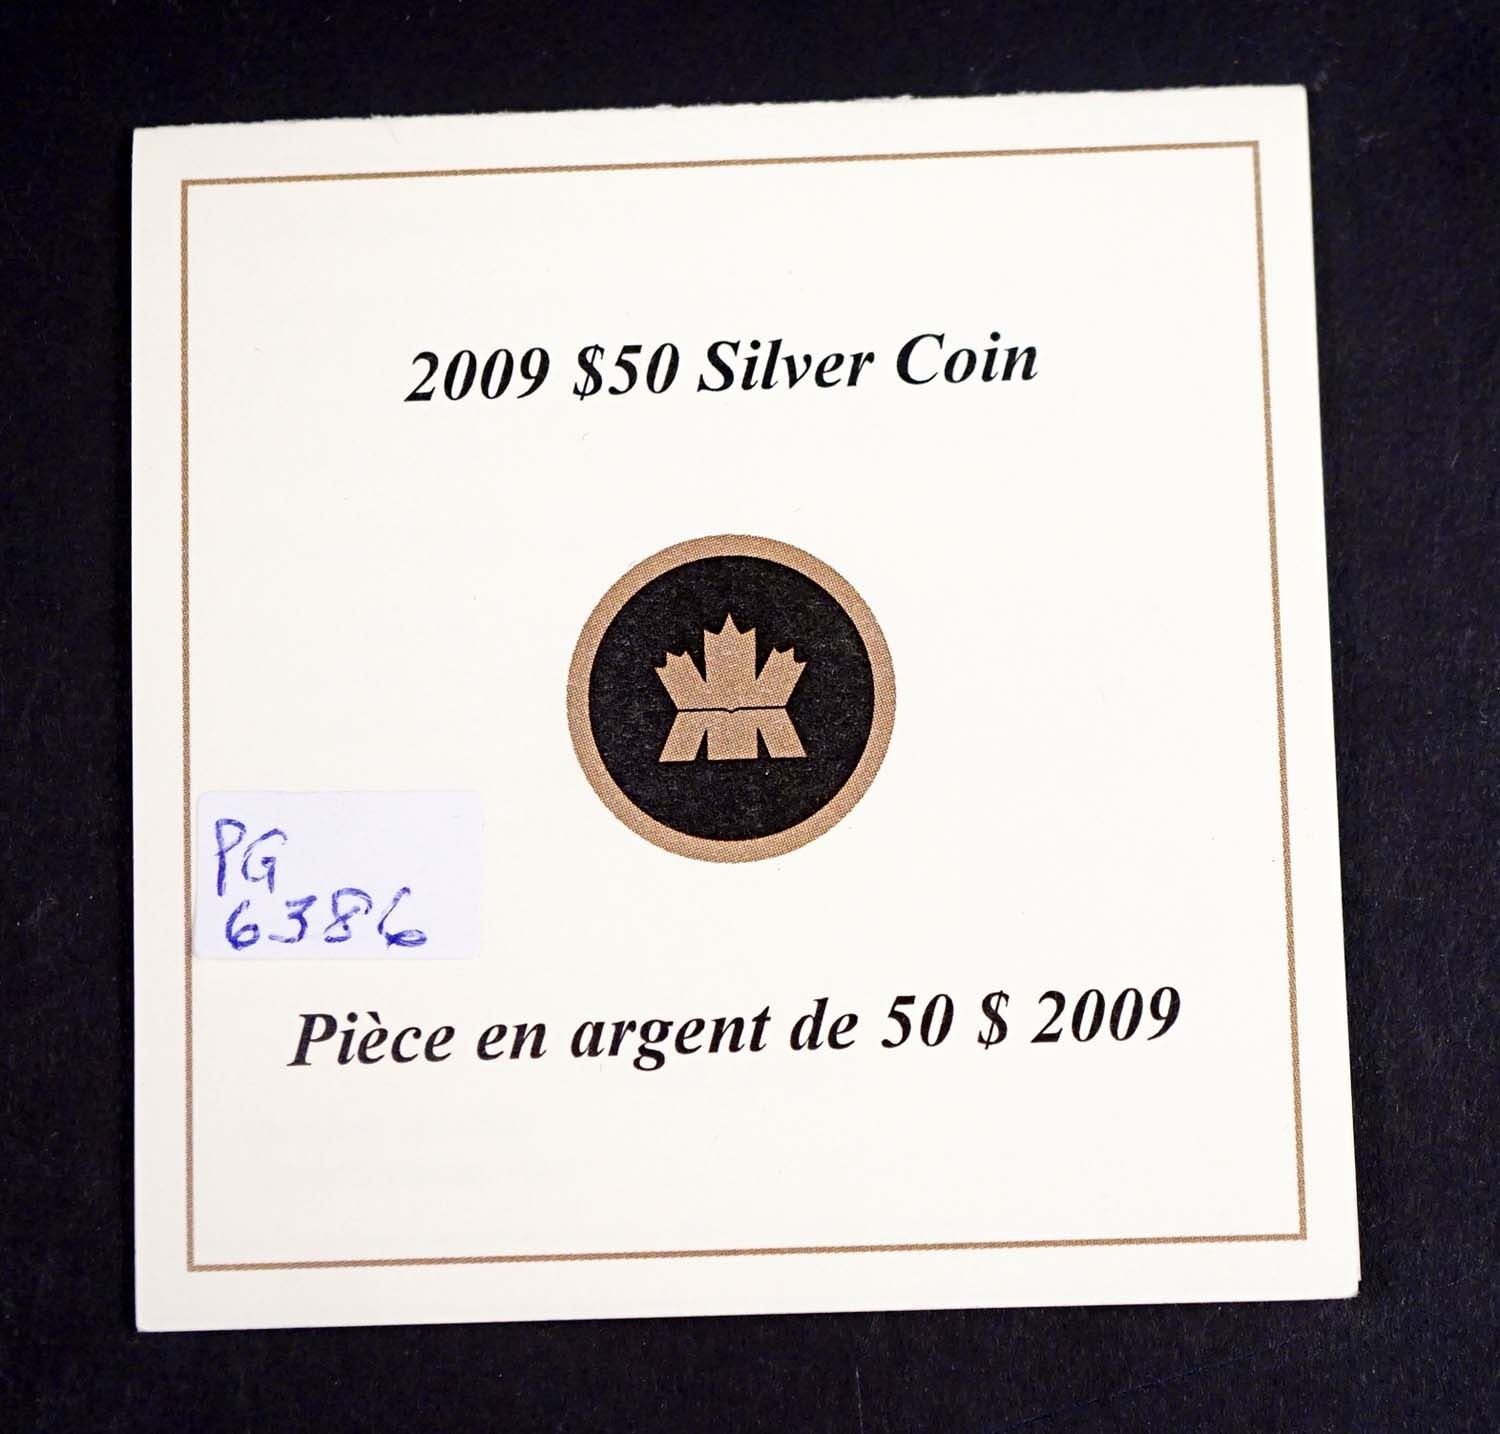 2009 $50 Silver Coin
PG
6386
Pièce en argent de 50 $ 2009